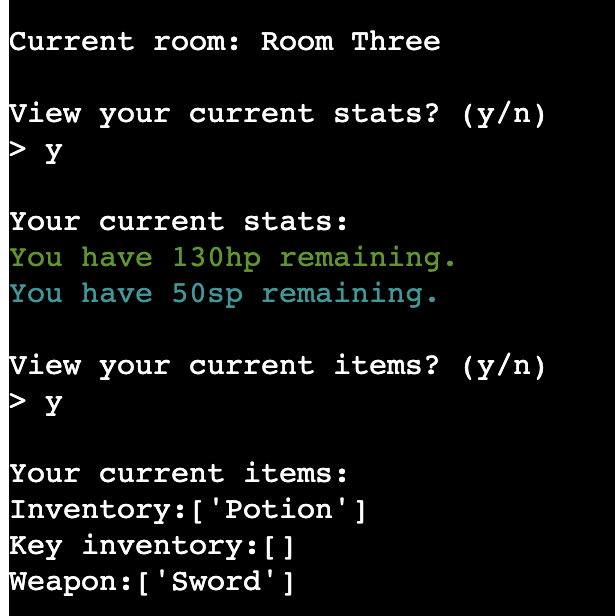 Current room: Room Three
View your current stats? (y/n)
> y
Your current stats:
You have 130hp remaining.
You have 50sp remaining.
View your current items? (y/n)
> y
Your current items:
Inventory:['Potion']
Key inventory:[]
Weapon:['Sword']